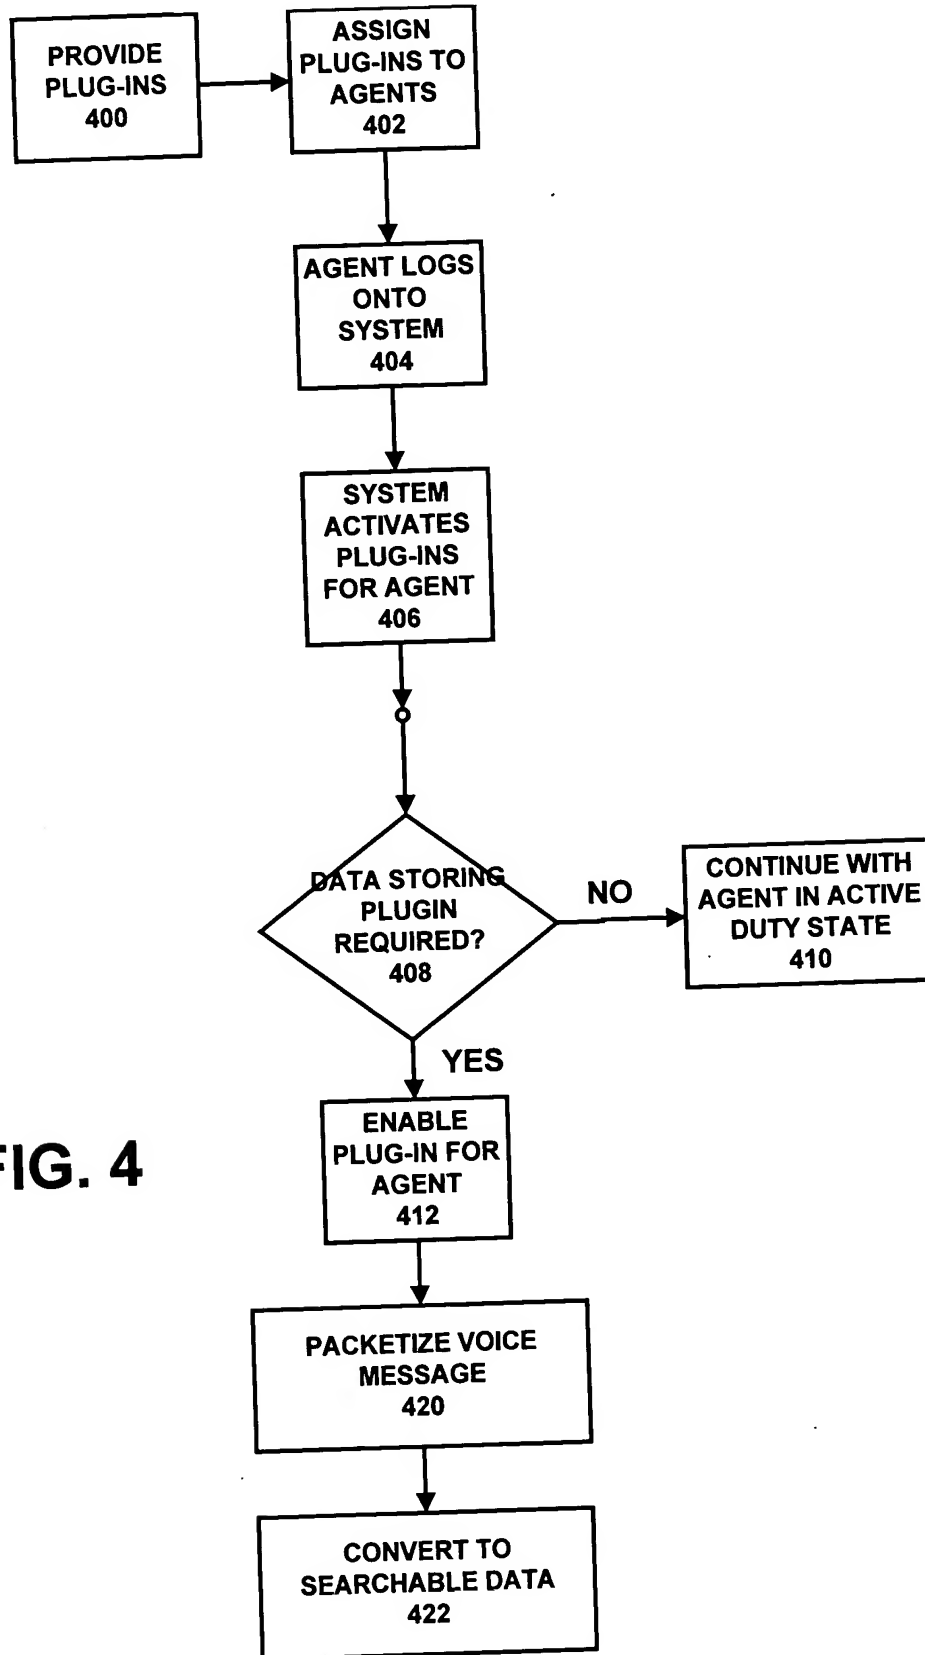 PROVIDE
PLUG-INS
400
ASSIGN
PLUG-INS TO
AGENTS
402
AGENT LOGS
ONTO
SYSTEM
404
SYSTEM
ACTIVATES
PLUG-INS
FOR AGENT
406
DATA STORING
PLUGIN
REQUIRED?
408
NO
CONTINUE WITH
AGENT IN ACTIVE
DUTY STATE
410
YES
ENABLE
PLUG-IN FOR
AGENT
412
FIG. 4
PACKETIZE VOICE
MESSAGE
420
CONVERT TO
SEARCHABLE DATA
422